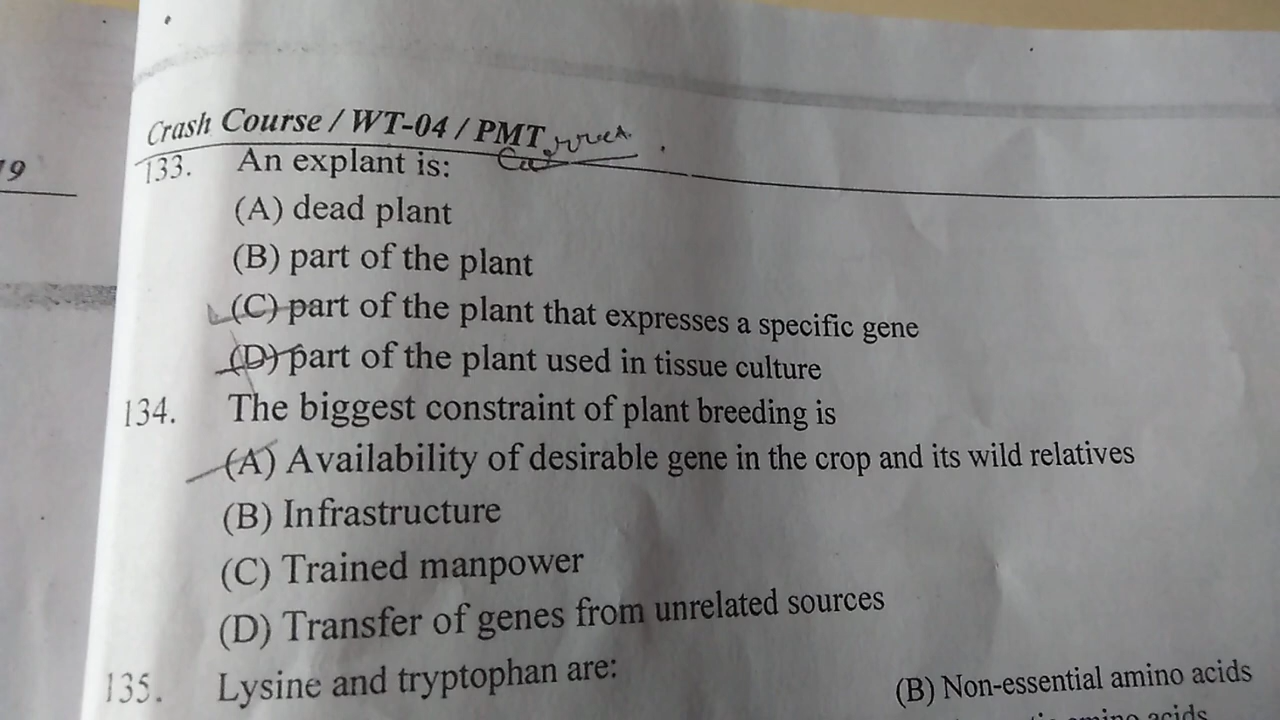 19
Crash Course / WT-04 / PMT
133. An explant is:
(A) dead plant
(B) part of the plant
(C) part of the plant that expresses a specific gene
(D) part of the plant used in tissue culture
134. The biggest constraint of plant breeding is
(A) Availability of desirable gene in the crop and its wild relatives
(B) Infrastructure
(C) Trained manpower
(D) Transfer of genes from unrelated sources
135. Lysine and tryptophan are:
(B) Non-essential amino acids
amino acids